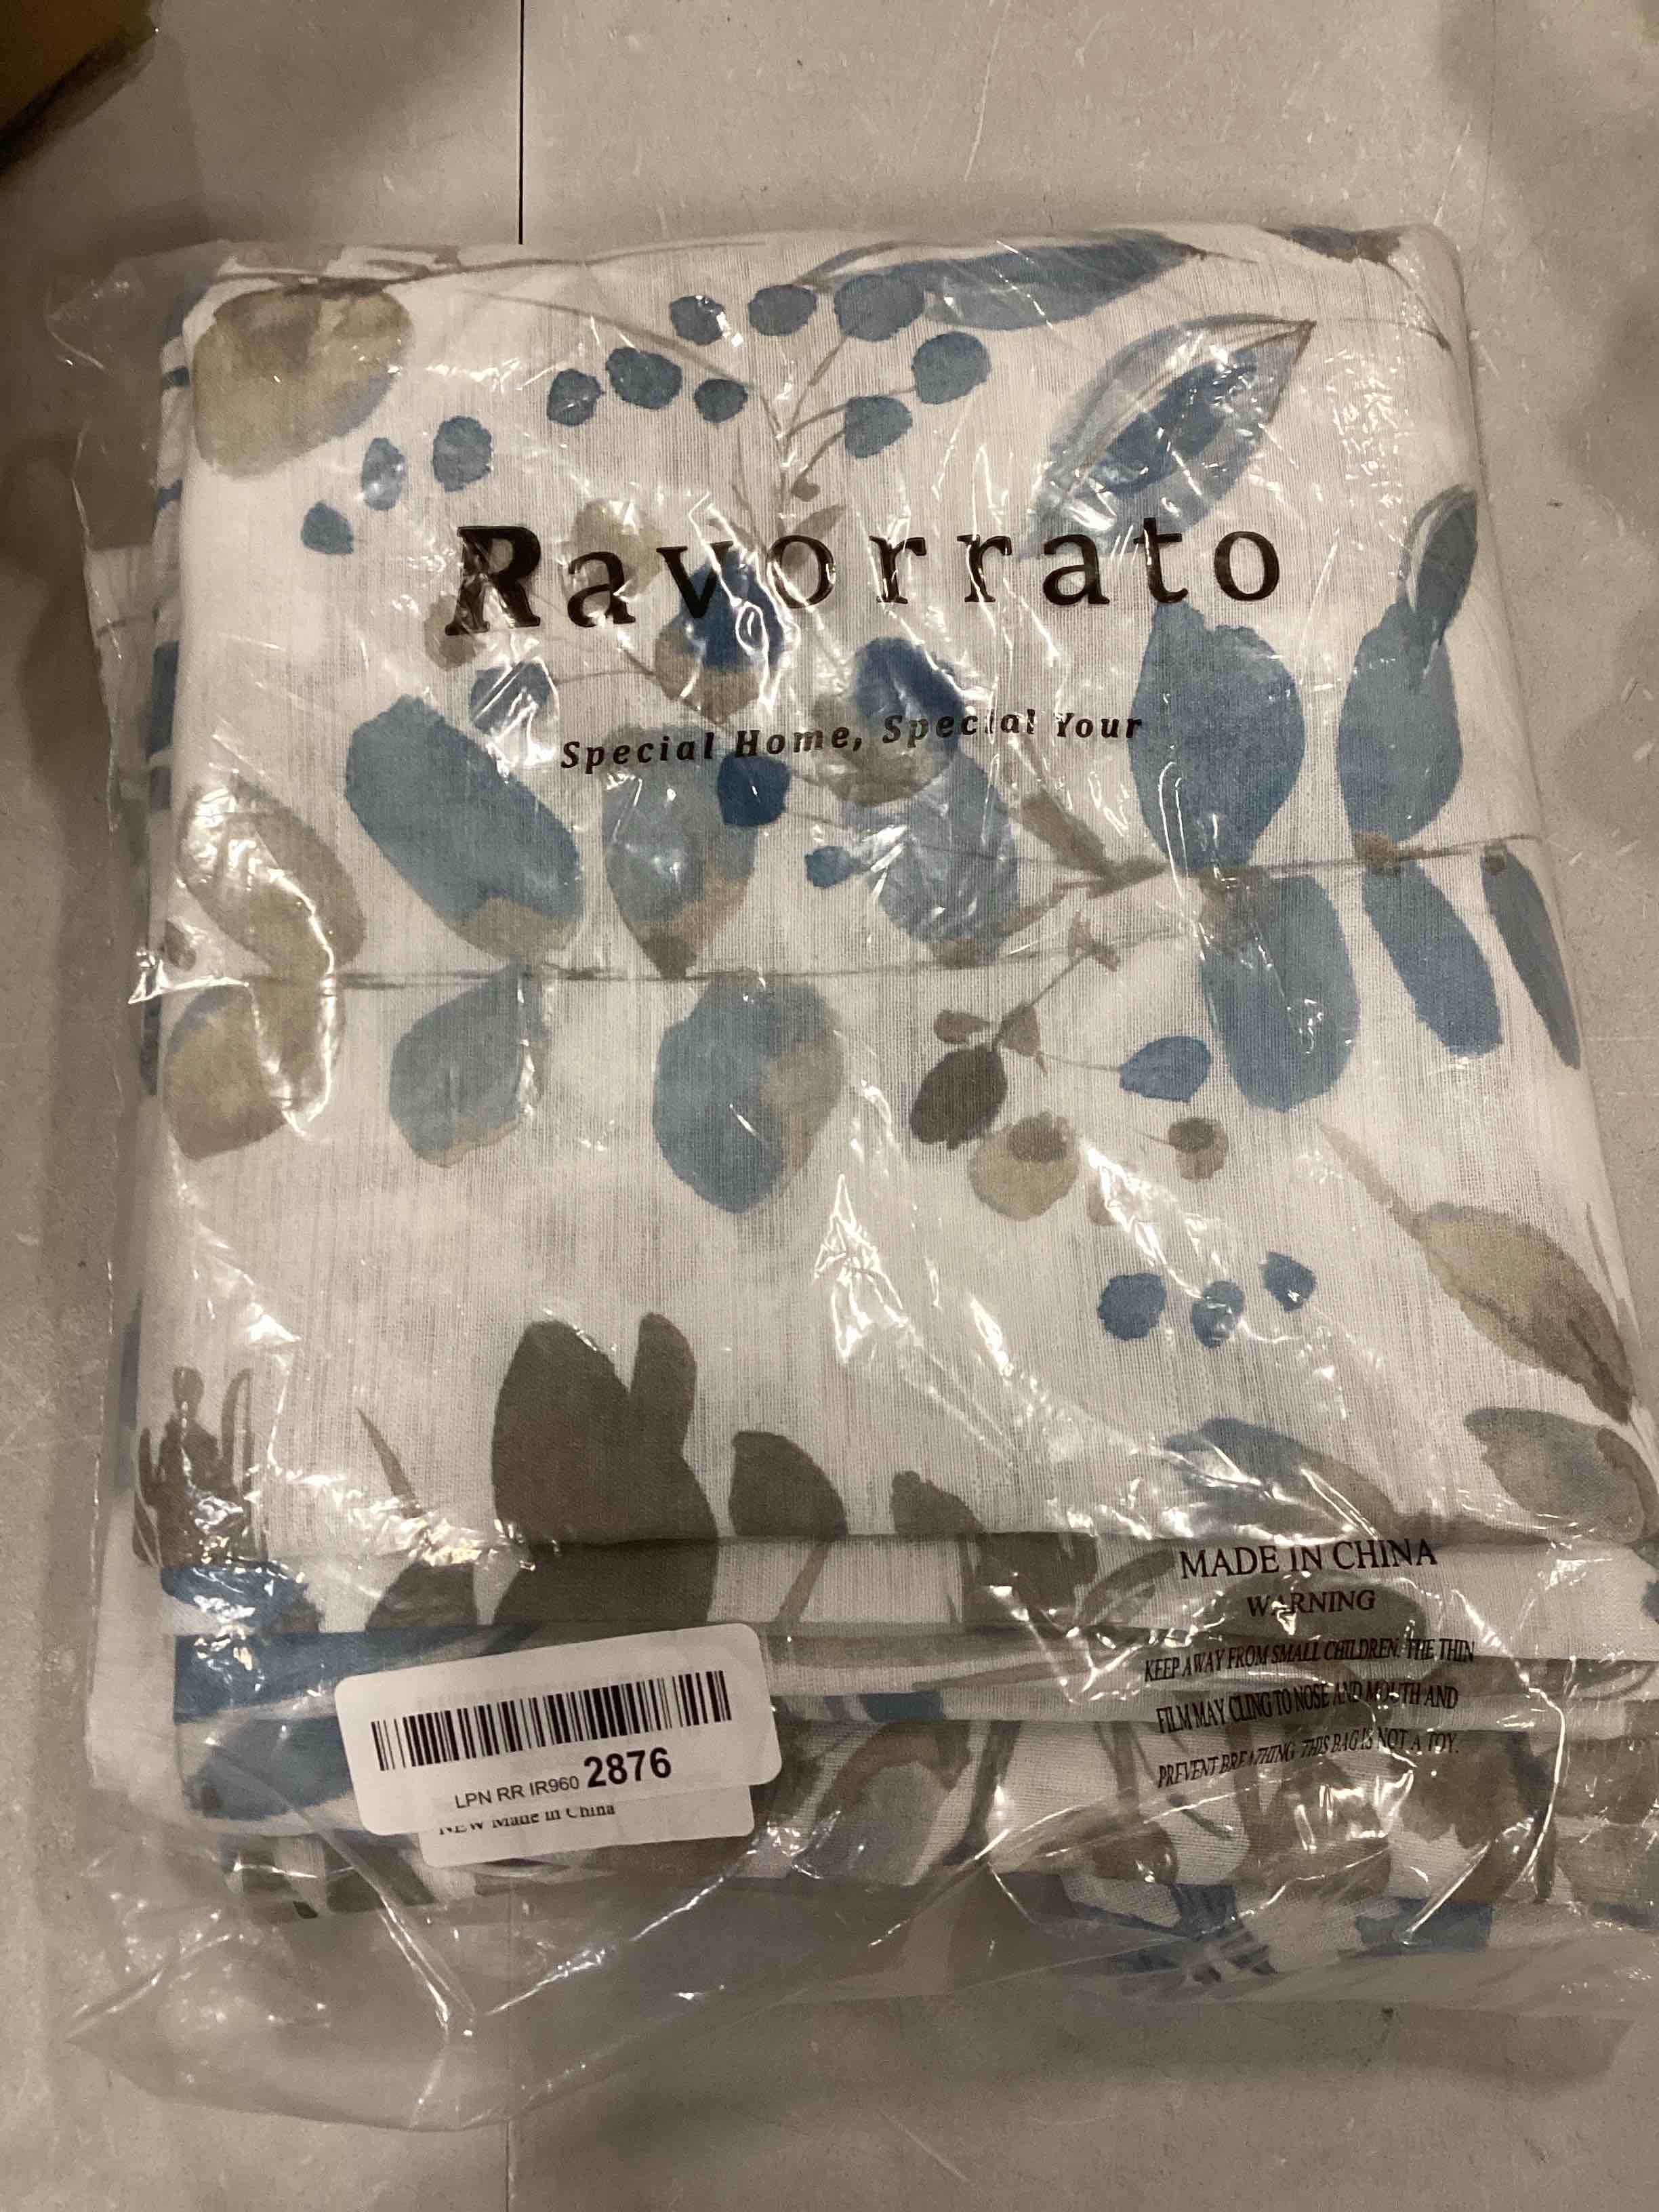 Ravorrato
Special Home, Special Your
MADE IN CHINA
WARNING
KEEP AWAY FROM SMALL CHILDREN. THE THIN
FILM MAY CLING TO NOSE AND MOUTH AND
PREVENT BREATHING. THIS BAG IS NOT A TOY.
LPN RR IR960 2876
NEW Made in China